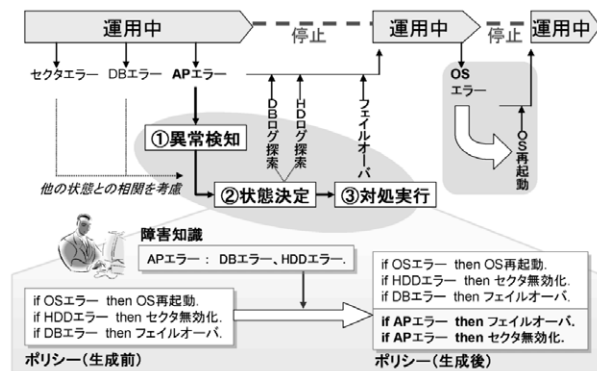 運用中
停止
運用中
停止
運用中
セクタエラー
DBエラー
APエラー
DBログ探索
HDログ探索
フェイルオーバ
OS
エラー
OS再起動
①異常検知
他の状態との相関を考慮
②状態決定
③対処実行
障害知識
APエラー： DBエラー、HDDエラー.
if OSエラー then OS再起動.
if HDDエラー then セクタ無効化.
if DBエラー then フェイルオーバ.
ポリシー（生成前）
if OSエラー then OS再起動.
if HDDエラー then セクタ無効化.
if DBエラー then フェイルオーバ.
if APエラー then フェイルオーバ.
if APエラー then セクタ無効化.
ポリシー（生成後）